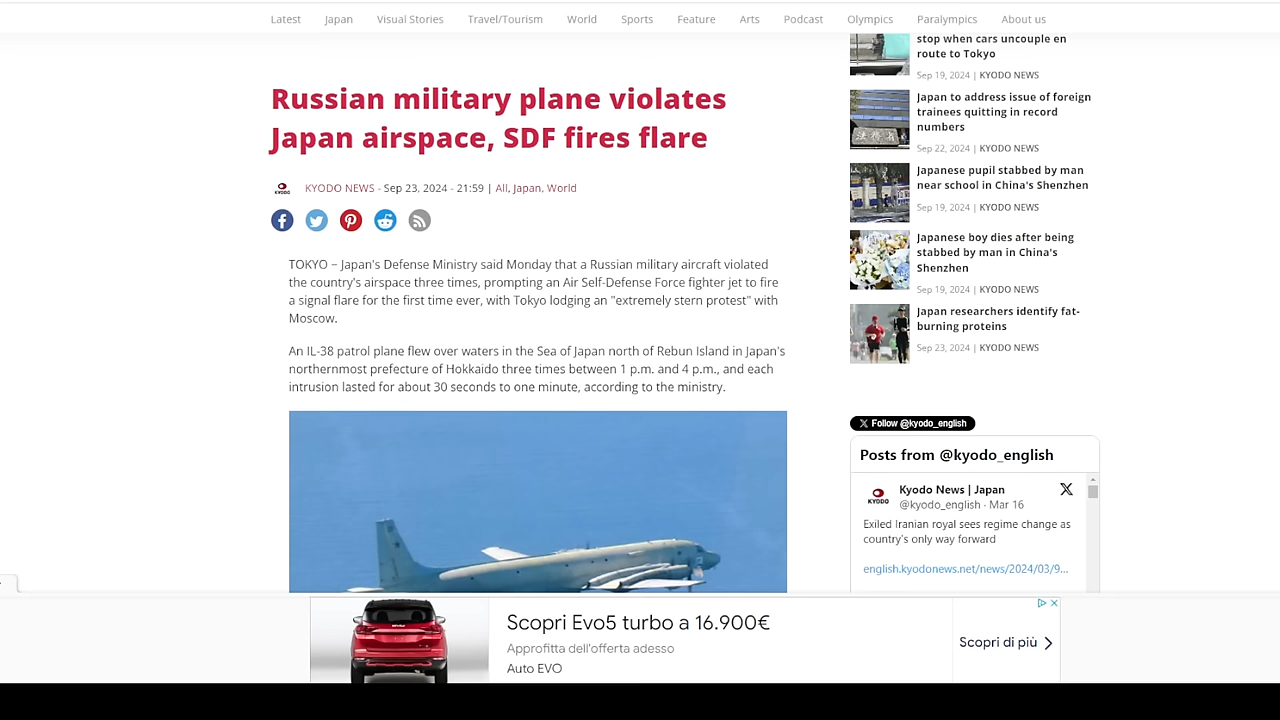 Latest Japan Visual Stories Travel/Tourism World Sports Feature Arts Podcast Olympics Paralympics About us
Russian military plane violates
Japan airspace, SDF fires flare
KYODO
KYODO NEWS - Sep 23, 2024 - 21:59 | All, Japan, World
TOKYO – Japan's Defense Ministry said Monday that a Russian military aircraft violated
the country's airspace three times, prompting an Air Self-Defense Force fighter jet to fire
a signal flare for the first time ever, with Tokyo lodging an "extremely stern protest" with
Moscow.
An IL-38 patrol plane flew over waters in the Sea of Japan north of Rebun Island in Japan's
northernmost prefecture of Hokkaido three times between 1 p.m. and 4 p.m., and each
intrusion lasted for about 30 seconds to one minute, according to the ministry.
stop when cars uncouple en
route to Tokyo
Sep 19, 2024 | KYODO NEWS
Japan to address issue of foreign
trainees quitting in record
numbers
Sep 22, 2024 | KYODO NEWS
Japanese pupil stabbed by man
near school in China's Shenzhen
Sep 19, 2024 | KYODO NEWS
Japanese boy dies after being
stabbed by man in China's
Shenzhen
Sep 19, 2024 | KYODO NEWS
Japan researchers identify fat-
burning proteins
Sep 23, 2024 | KYODO NEWS
X Follow @kyodo_english
Posts from @kyodo_english
KYODO
Kyodo News | Japan
@kyodo_english · Mar 16
Exiled Iranian royal sees regime change as
country's only way forward
english.kyodonews.net/news/2024/03/9...
Scopri Evo5 turbo a 16.900€
Approfitta dell'offerta adesso
Auto EVO
Scopri di più